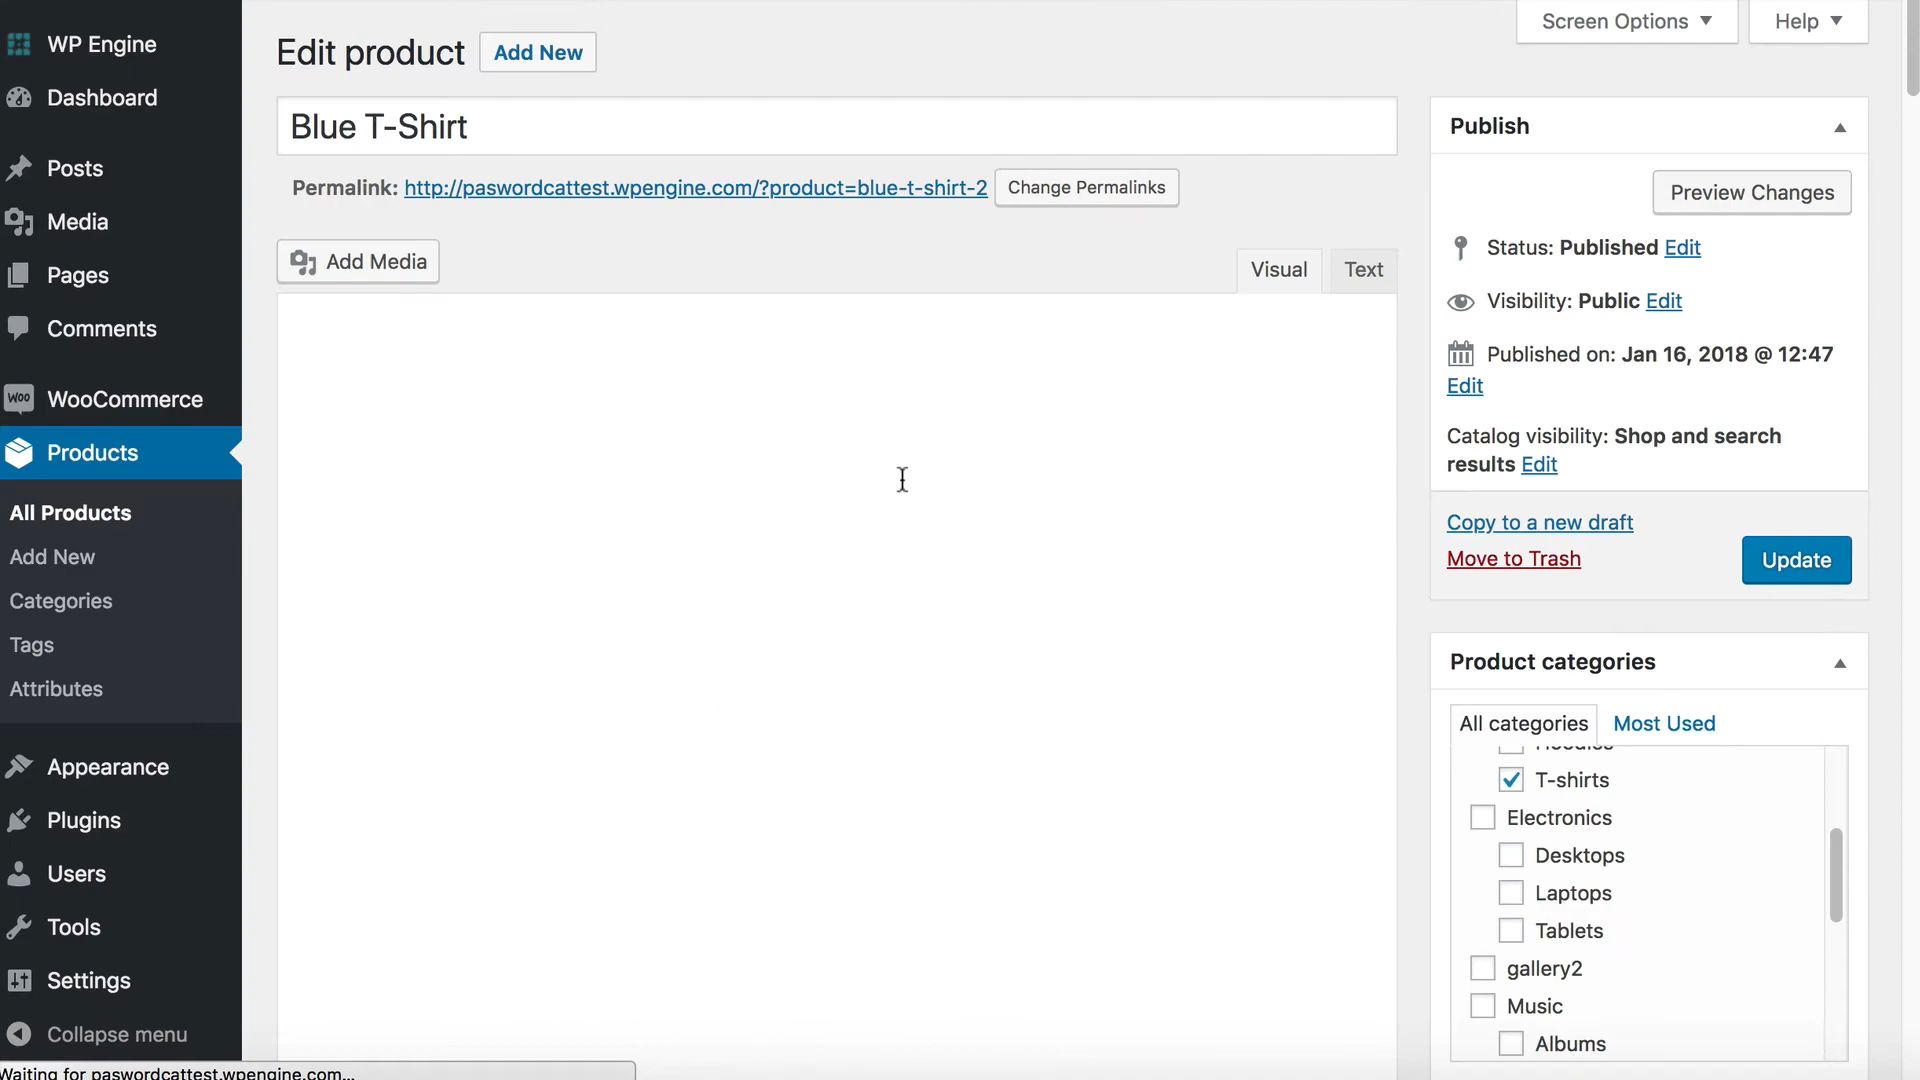 WP Engine
Dashboard
Posts
Media
Pages
Comments
WOO WooCommerce
Products
All Products
Add New
Categories
Tags
Attributes
Appearance
Plugins
Users
Tools
Settings
Collapse menu
Waiting for paswordcattest.wpengine.com...
Edit product Add New
Screen Options ▼ Help ▼
Blue T-Shirt
Permalink: http://paswordcattest.wpengine.com/?product=blue-t-shirt-2 Change Permalinks
Add Media
Visual Text
Publish
Preview Changes
Status: Published Edit
Visibility: Public Edit
Published on: Jan 16, 2018 @ 12:47
Edit
Catalog visibility: Shop and search
results Edit
Copy to a new draft
Move to Trash
Update
Product categories
All categories Most Used
Hoodies
T-shirts
Electronics
Desktops
Laptops
Tablets
gallery2
Music
Albums